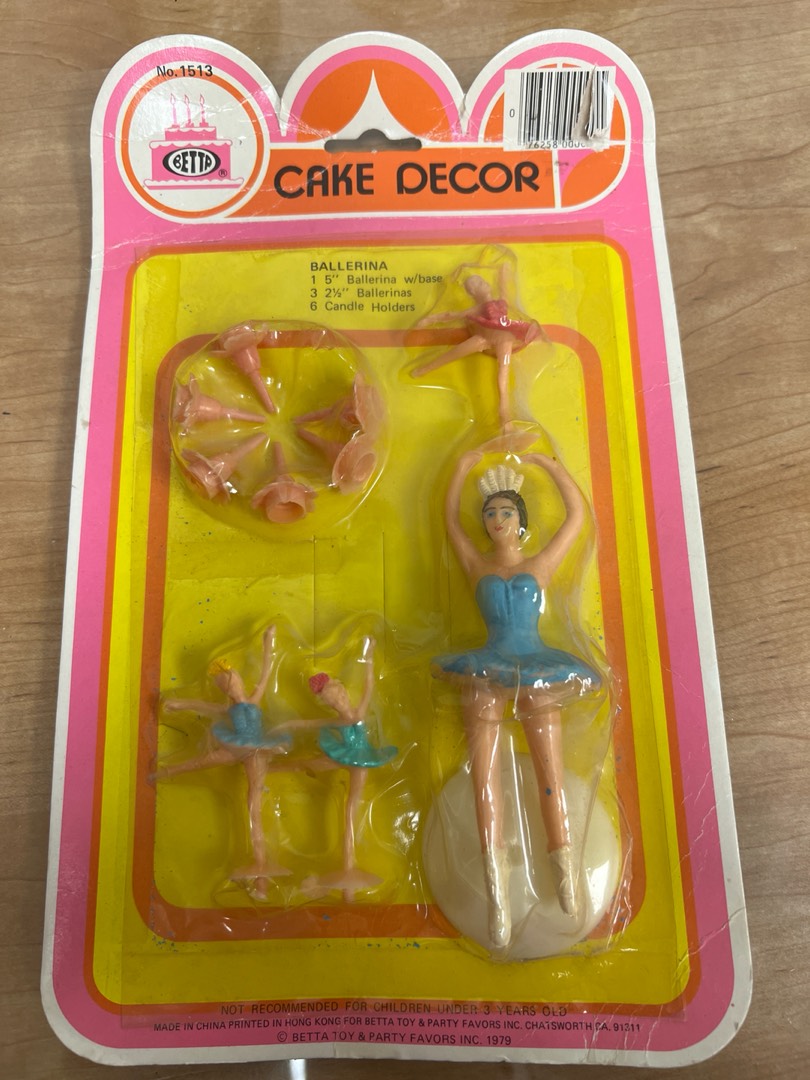 No. 1513
BETTA ®
CAKE DECOR
0
BALLERINA
1 5" Ballerina w/base
3 2½" Ballerinas
6 Candle Holders
NOT RECOMMENDED FOR CHILDREN UNDER 3 YEARS OLD
MADE IN CHINA PRINTED IN HONG KONG FOR BETTA TOY & PARTY FAVORS INC. CHATSWORTH CA. 91311
© BETTA TOY & PARTY FAVORS INC. 1979